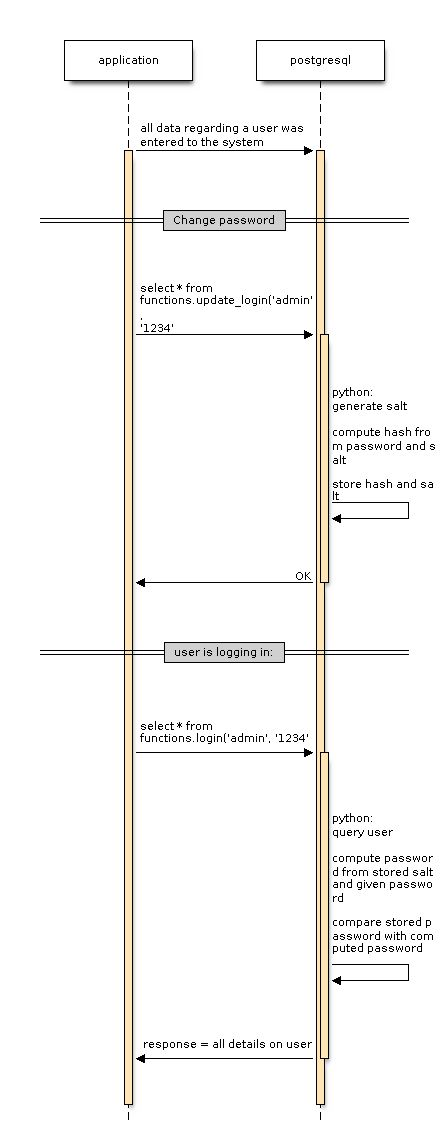 application
postgresql
all data regarding a user was
entered to the system
Change password
select * from
functions.update_login('admin'
,
'1234'
python:
generate salt
compute hash fro
m password and s
alt
store hash and sa
lt
OK
user is logging in:
select * from
functions.login('admin', '1234'
python:
query user
compute passwor
d from stored salt
and given passwo
rd
compare stored p
assword with com
puted password
response = all details on user